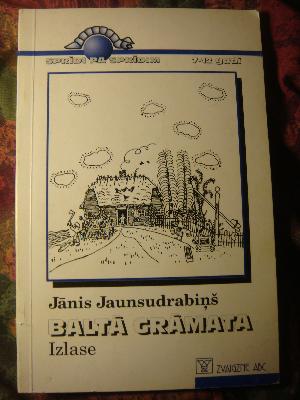 SPRĪDI PA SPRĪDIM 7-12 gadi
Jānis Jaunsudrabiņš
BALTĀ GRĀMATA
Izlase
ZVAIGZNE ABC